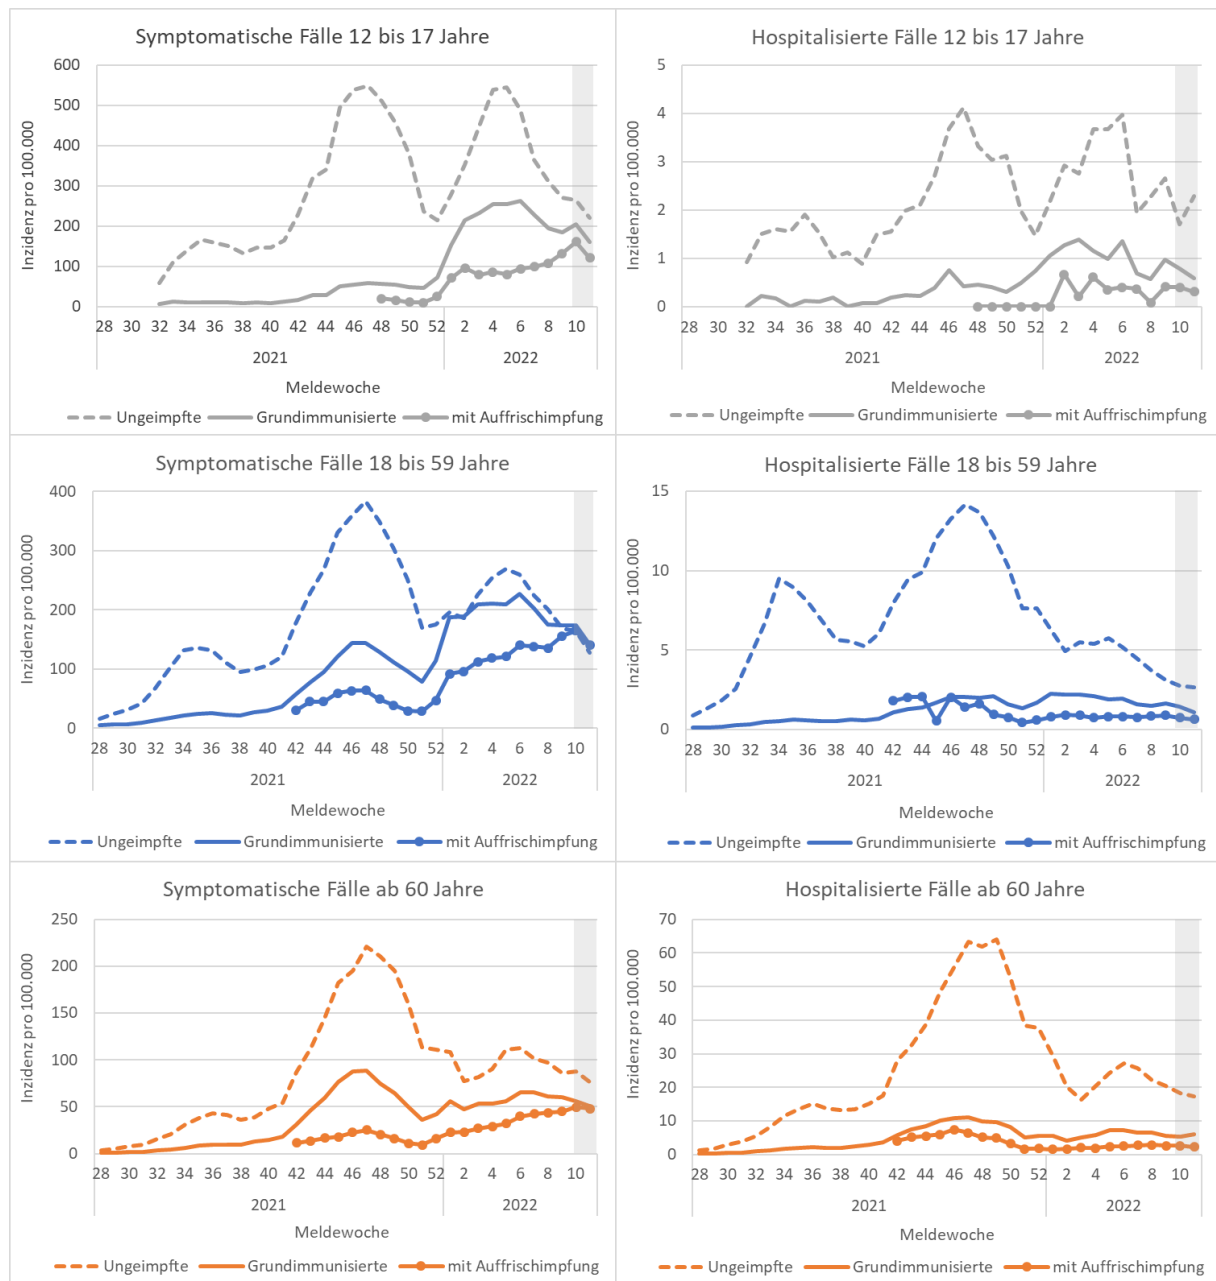 Symptomatische Fälle 12 bis 17 Jahre
Inzidenz pro 100.000
600
500
400
300
200
100
0
28 30 32 34 36 38 40 42 44 46 48 50 52 2 4 6 8 10
2021 2022
Meldewoche
Ungeimpfte Grundimmunisierte mit Auffrischimpfung
Hospitalisierte Fälle 12 bis 17 Jahre
Inzidenz pro 100.000
5
4
3
2
1
0
28 30 32 34 36 38 40 42 44 46 48 50 52 2 4 6 8 10
2021 2022
Meldewoche
Ungeimpfte Grundimmunisierte mit Auffrischimpfung
Symptomatische Fälle 18 bis 59 Jahre
Inzidenz pro 100.000
400
300
200
100
0
28 30 32 34 36 38 40 42 44 46 48 50 52 2 4 6 8 10
2021 2022
Meldewoche
Ungeimpfte Grundimmunisierte mit Auffrischimpfung
Hospitalisierte Fälle 18 bis 59 Jahre
Inzidenz pro 100.000
15
10
5
0
28 30 32 34 36 38 40 42 44 46 48 50 52 2 4 6 8 10
2021 2022
Meldewoche
Ungeimpfte Grundimmunisierte mit Auffrischimpfung
Symptomatische Fälle ab 60 Jahre
Inzidenz pro 100.000
250
200
150
100
50
0
28 30 32 34 36 38 40 42 44 46 48 50 52 2 4 6 8 10
2021 2022
Meldewoche
Ungeimpfte Grundimmunisierte mit Auffrischimpfung
Hospitalisierte Fälle ab 60 Jahre
Inzidenz pro 100.000
70
60
50
40
30
20
10
0
28 30 32 34 36 38 40 42 44 46 48 50 52 2 4 6 8 10
2021 2022
Meldewoche
Ungeimpfte Grundimmunisierte mit Auffrischimpfung